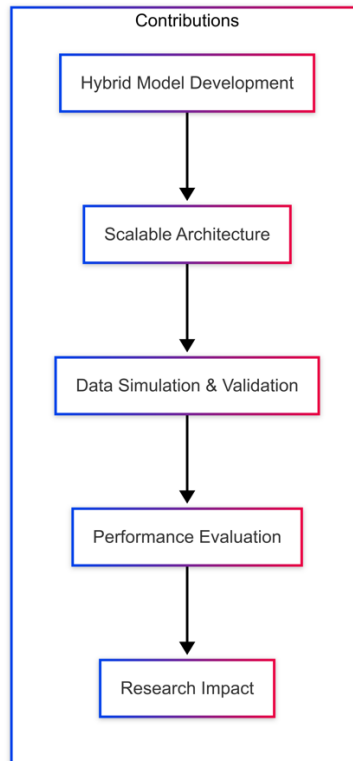 Contributions
Hybrid Model Development
Scalable Architecture
Data Simulation & Validation
Performance Evaluation
Research Impact